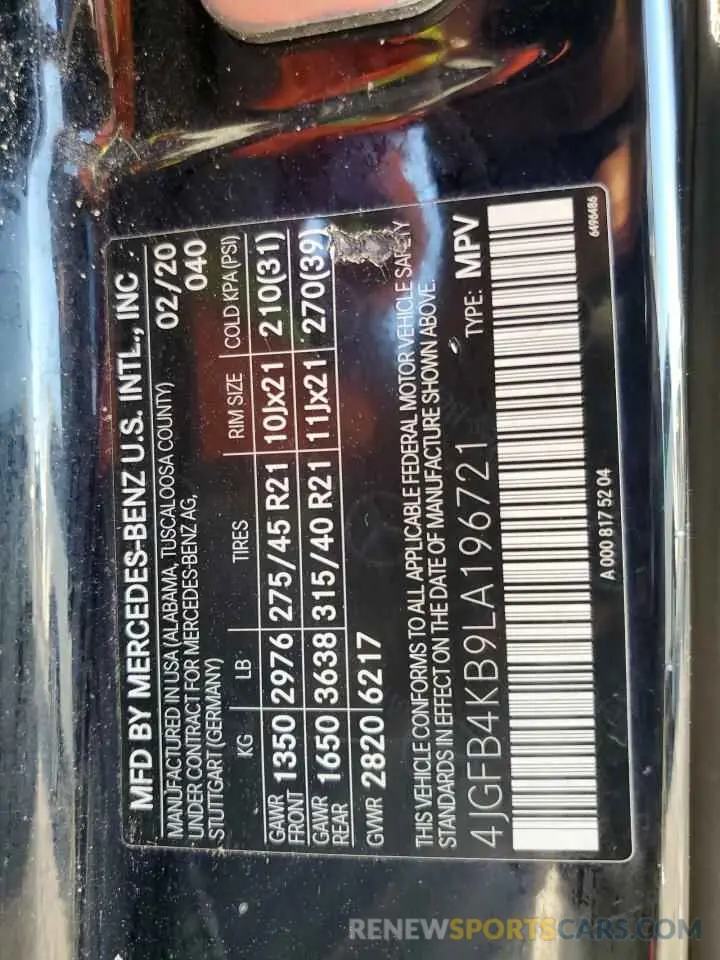 MFD BY MERCEDES-BENZ U.S. INTL., INC
MANUFACTURED IN USA (ALABAMA, TUSCALOOSA COUNTY) 02/20
UNDER CONTRACT FOR MERCEDES-BENZ AG, 040
STUTTGART (GERMANY)
KG LB TIRES RIM SIZE COLD KPA (PSI)
GAWR FRONT 1350 2976 275/45 R21 10Jx21 210(31)
GAWR REAR 1650 3638 315/40 R21 11Jx21 270(39)
GVWR 2820 6217
THIS VEHICLE CONFORMS TO ALL APPLICABLE FEDERAL MOTOR VEHICLE SAFETY
STANDARDS IN EFFECT ON THE DATE OF MANUFACTURE SHOWN ABOVE.
4JGFB4KB9LA196721 TYPE: MPV
A 000 817 52 04 6496486
RENEWSPORTSCARS.COM